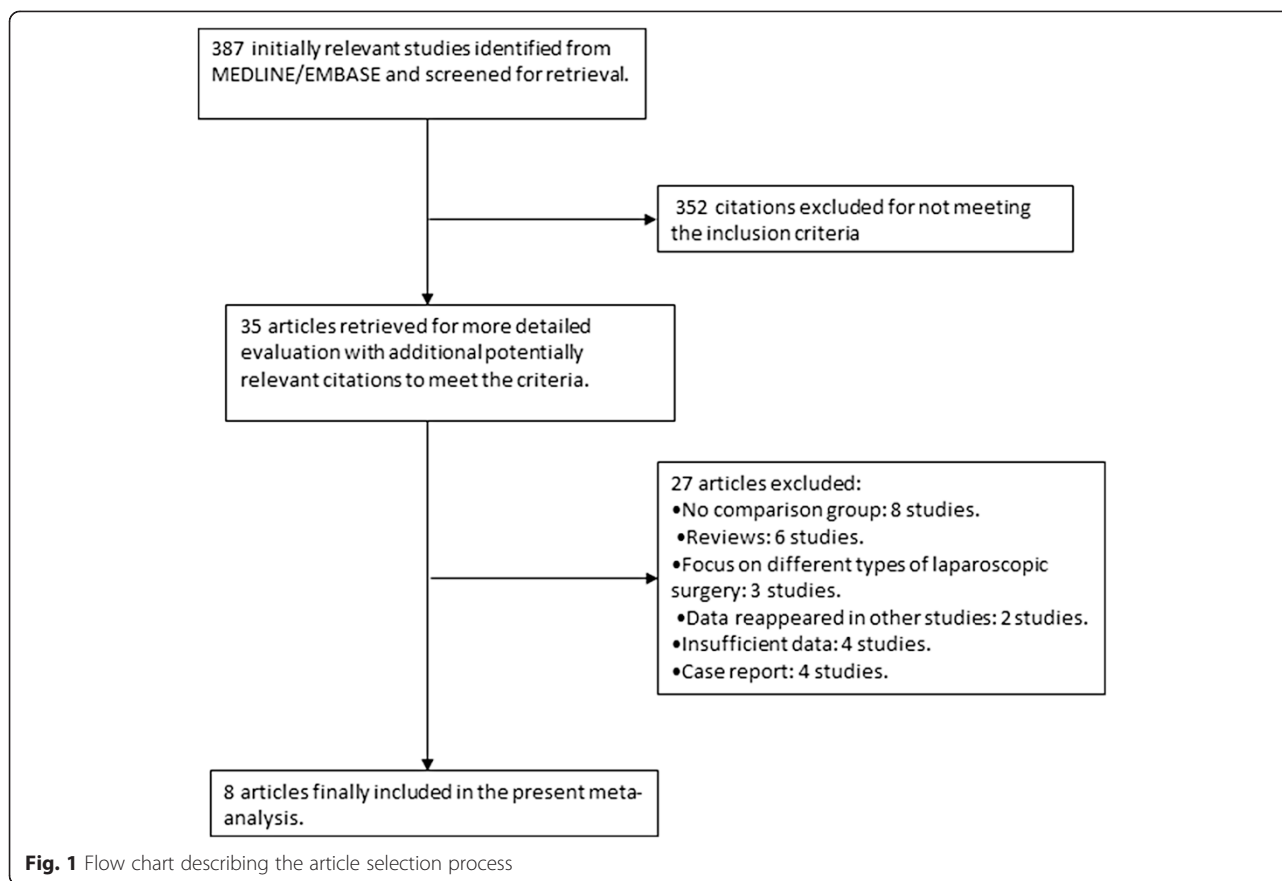 387 initially relevant studies identified from
MEDLINE/EMBASE and screened for retrieval.
352 citations excluded for not meeting
the inclusion criteria
35 articles retrieved for more detailed
evaluation with additional potentially
relevant citations to meet the criteria.
27 articles excluded:
•No comparison group: 8 studies.
•Reviews: 6 studies.
•Focus on different types of laparoscopic
surgery: 3 studies.
•Data reappeared in other studies: 2 studies.
•Insufficient data: 4 studies.
•Case report: 4 studies.
8 articles finally included in the present meta-
analysis.
Fig. 1 Flow chart describing the article selection process